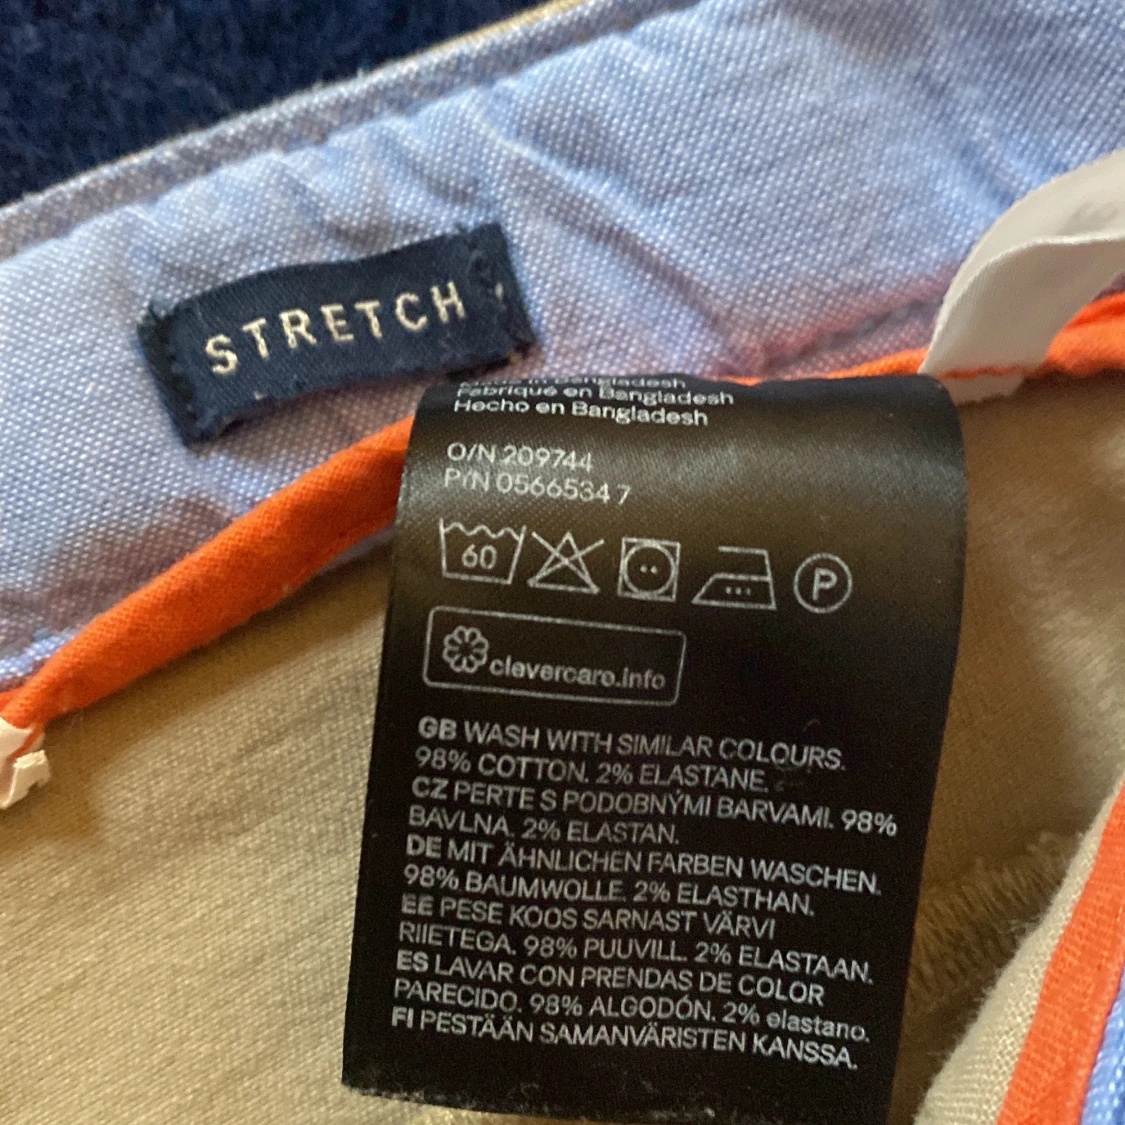 STRETCH
Made in Bangladesh
Fabriqué en Bangladesh
Hecho en Bangladesh
O/N 209744
P/N 0566534 7
60
P
clevercare.info
GB WASH WITH SIMILAR COLOURS.
98% COTTON. 2% ELASTANE.
CZ PERTE S PODOBNÝMI BARVAMI. 98%
BAVLNA. 2% ELASTAN.
DE MIT ÄHNLICHEN FARBEN WASCHEN.
98% BAUMWOLLE. 2% ELASTHAN.
EE PESE KOOS SARNAST VÄRVI
RIIETEGA. 98% PUUVILL. 2% ELASTAAN.
ES LAVAR CON PRENDAS DE COLOR
PARECIDO. 98% ALGODÓN. 2% elastano.
FI PESTÄÄN SAMANVÄRISTEN KANSSA.